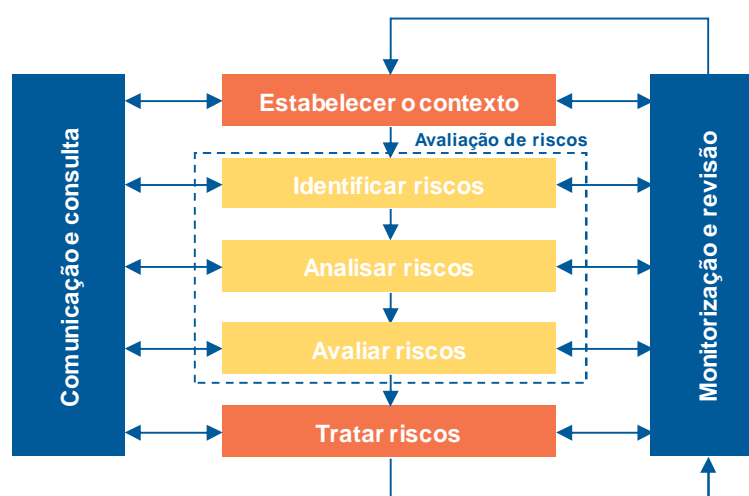 Estabelecer o contexto
Avaliação de riscos
Identificar riscos
Analisar riscos
Avaliar riscos
Tratar riscos
Comunicação e consulta
Monitorização e revisão